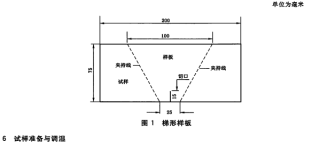 单位为毫米
200
100
样板
夹持线
夹持线
试样
切口
75
15
25
图 1 梯形样板
6 试样准备与调湿